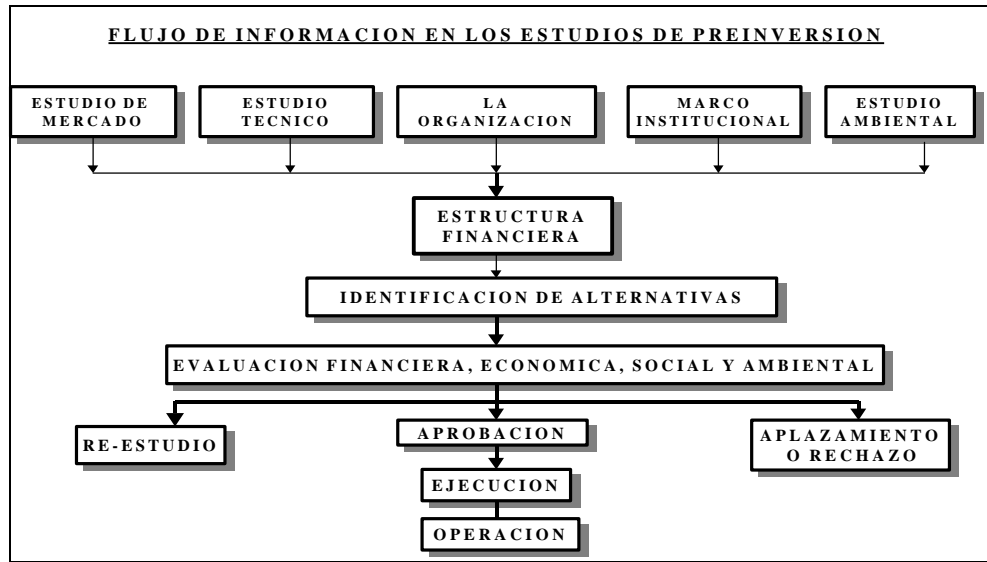 FLUJO DE INFORMACION EN LOS ESTUDIOS DE PREINVERSION
ESTUDIO DE
MERCADO
ESTUDIO
TECNICO
LA
ORGANIZACION
MARCO
INSTITUCIONAL
ESTUDIO
AMBIENTAL
ESTRUCTURA
FINANCIERA
IDENTIFICACION DE ALTERNATIVAS
EVALUACION FINANCIERA, ECONOMICA, SOCIAL Y AMBIENTAL
RE-ESTUDIO
APROBACION
APLAZAMIENTO
O RECHAZO
EJECUCION
OPERACION